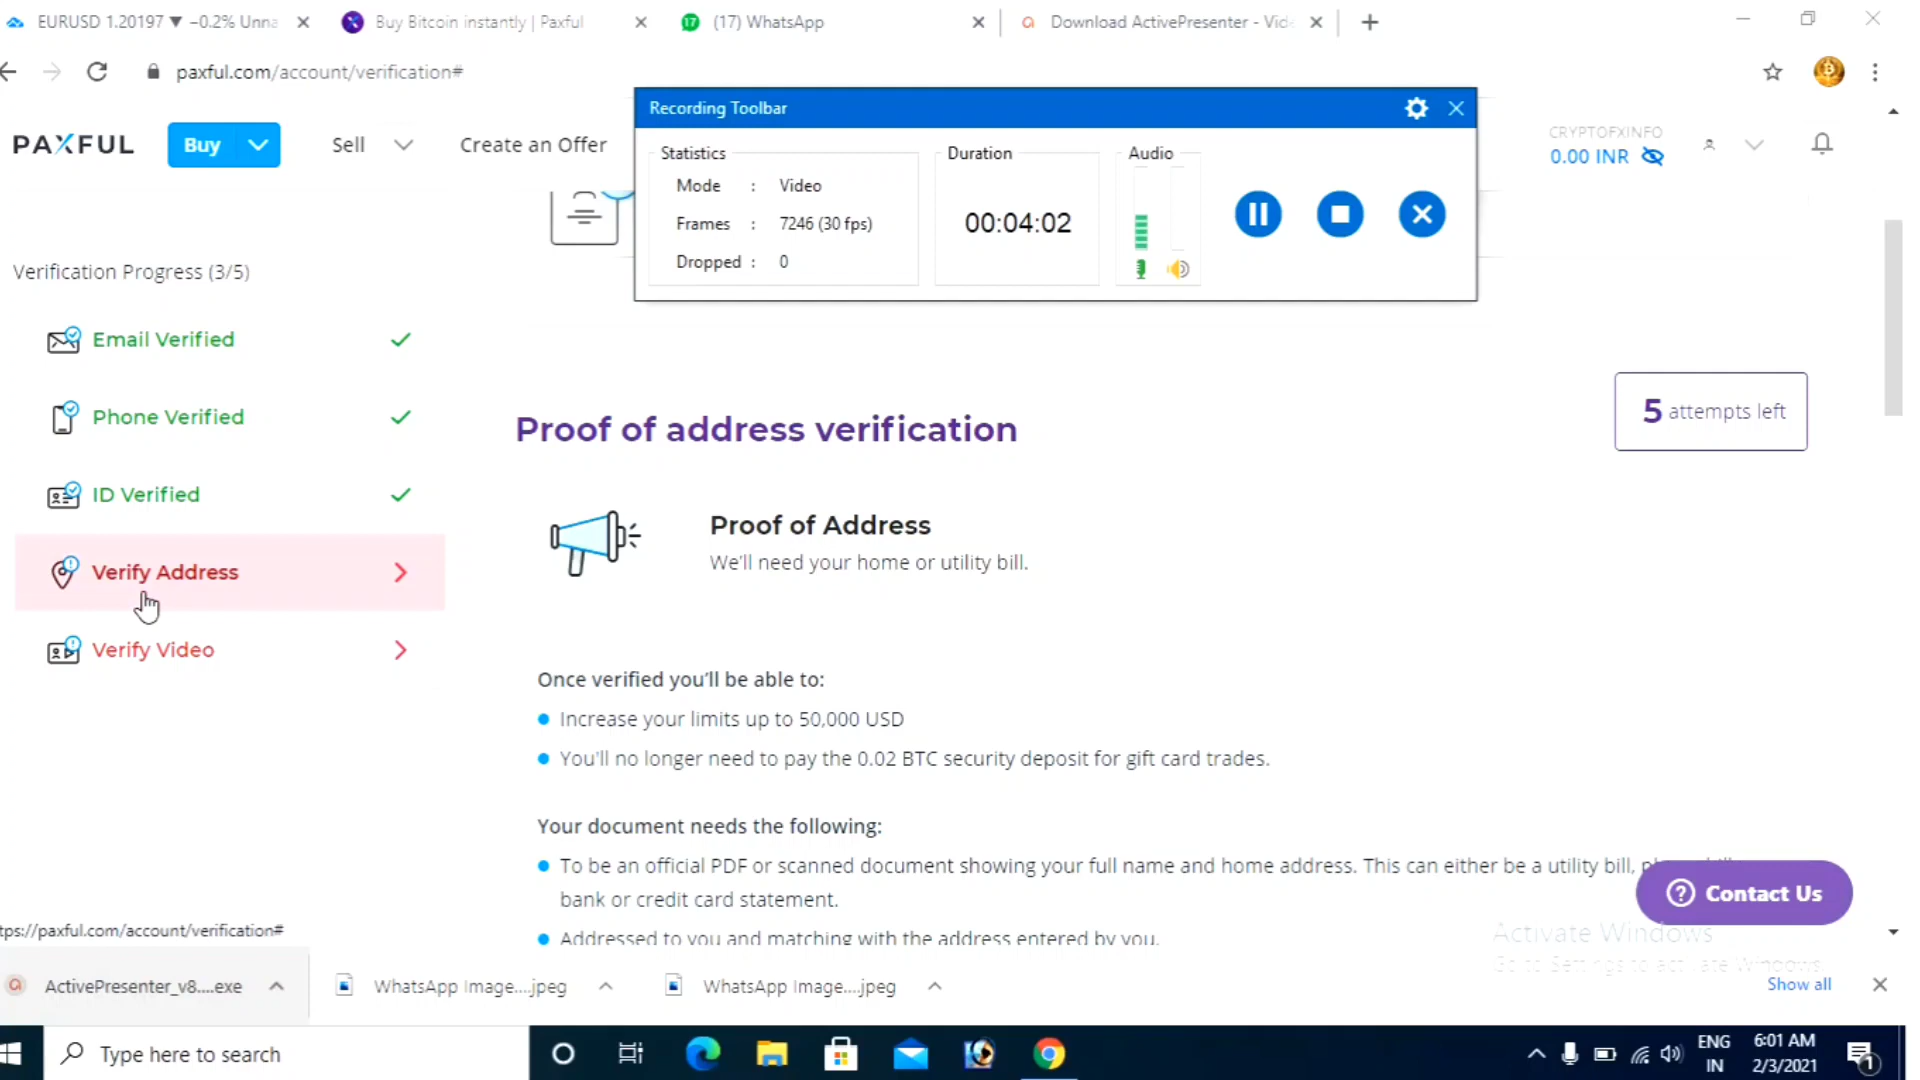 EURUSD 1.20197 ▼ −0.2% Unna
Buy Bitcoin instantly | Paxful
(17) WhatsApp
Download ActivePresenter - Vid
paxful.com/account/verification#
Recording Toolbar
PAXFUL
Buy
Sell
Create an Offer
CRYPTOFXINFO
0.00 INR
Statistics
Mode : Video
Frames : 7246 (30 fps)
Dropped : 0
Duration
00:04:02
Audio
Verification Progress (3/5)
Email Verified
Phone Verified
ID Verified
Verify Address
Verify Video
5 attempts left
Proof of address verification
Proof of Address
We'll need your home or utility bill.
Once verified you'll be able to:
Increase your limits up to 50,000 USD
You'll no longer need to pay the 0.02 BTC security deposit for gift card trades.
Your document needs the following:
To be an official PDF or scanned document showing your full name and home address. This can either be a utility bill,
bank or credit card statement.
Addressed to you and matching with the address entered by you.
Contact Us
Activate Windows
Go to Settings to activate Windows.
tps://paxful.com/account/verification#
ActivePresenter_v8....exe
WhatsApp Image....jpeg
WhatsApp Image....jpeg
Show all
Type here to search
ENG
IN
6:01 AM
2/3/2021
1